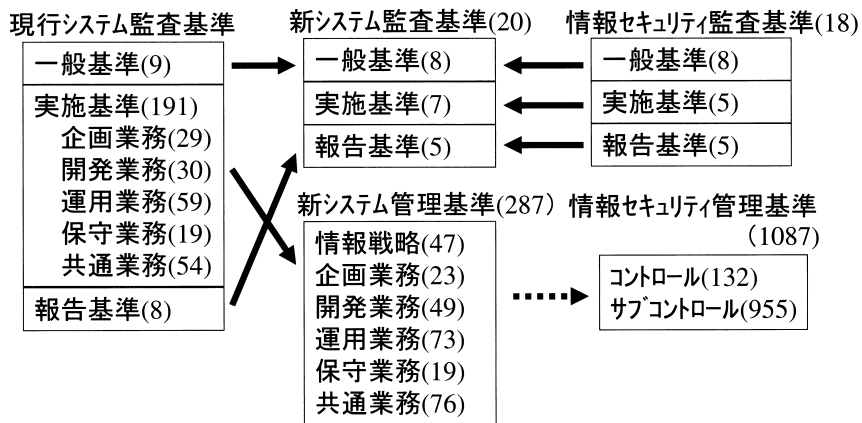 現行システム監査基準
一般基準(9)
実施基準(191)
企画業務(29)
開発業務(30)
運用業務(59)
保守業務(19)
共通業務(54)
報告基準(8)
新システム監査基準(20)
一般基準(8)
実施基準(7)
報告基準(5)
情報セキュリティ監査基準(18)
一般基準(8)
実施基準(5)
報告基準(5)
新システム管理基準(287)
情報戦略(47)
企画業務(23)
開発業務(49)
運用業務(73)
保守業務(19)
共通業務(76)
情報セキュリティ管理基準
(1087)
コントロール(132)
サブコントロール(955)